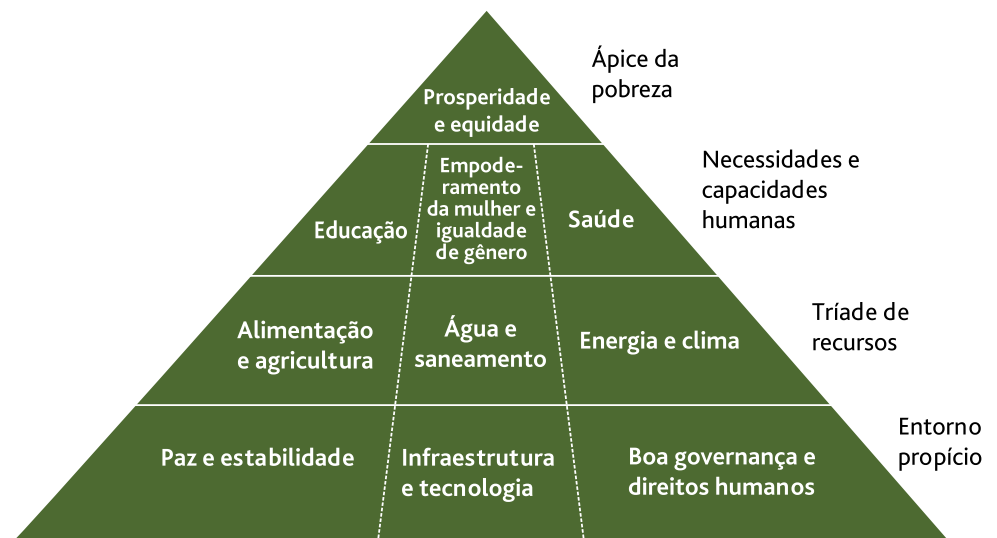 Prosperidade
e equidade
Ápice da
pobreza
Educação
Empode-
ramento
da mulher e
igualdade
de gênero
Saúde
Necessidades e
capacidades
humanas
Alimentação
e agricultura
Água e
saneamento
Energia e clima
Tríade de
recursos
Paz e estabilidade
Infraestrutura
e tecnologia
Boa governança e
direitos humanos
Entorno
propício